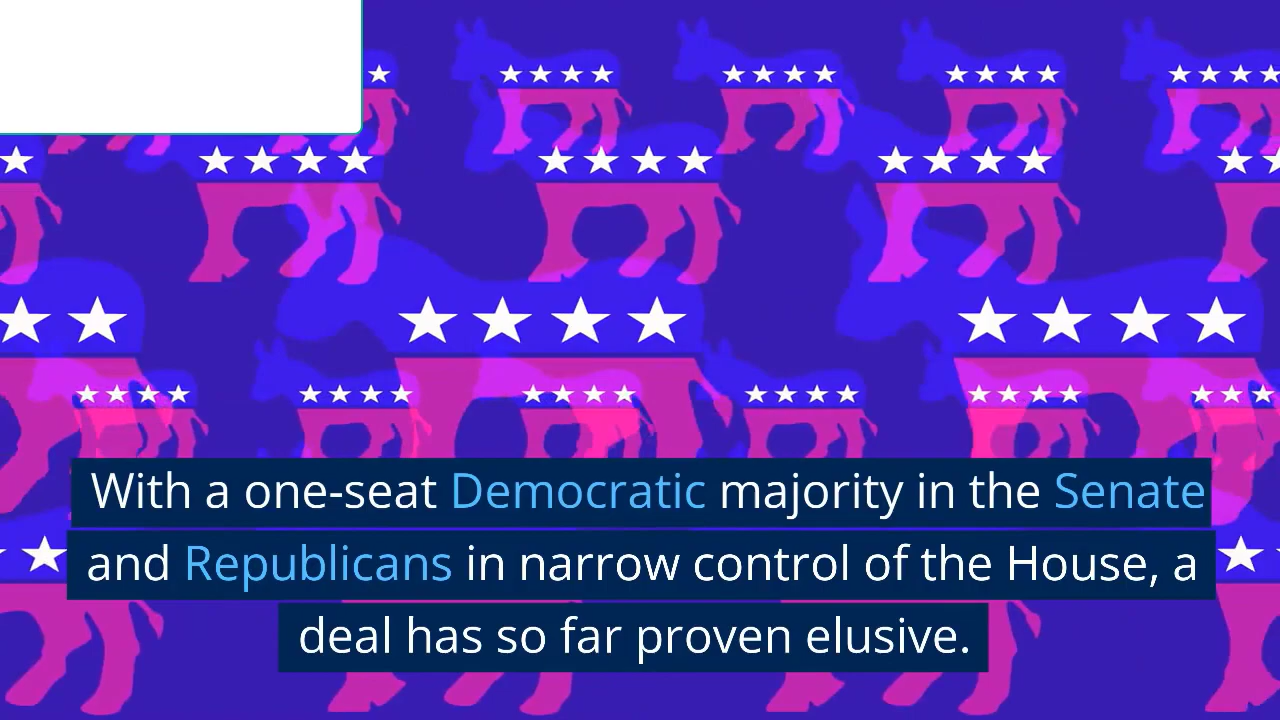 With a one-seat Democratic majority in the Senate
and Republicans in narrow control of the House, a
deal has so far proven elusive.